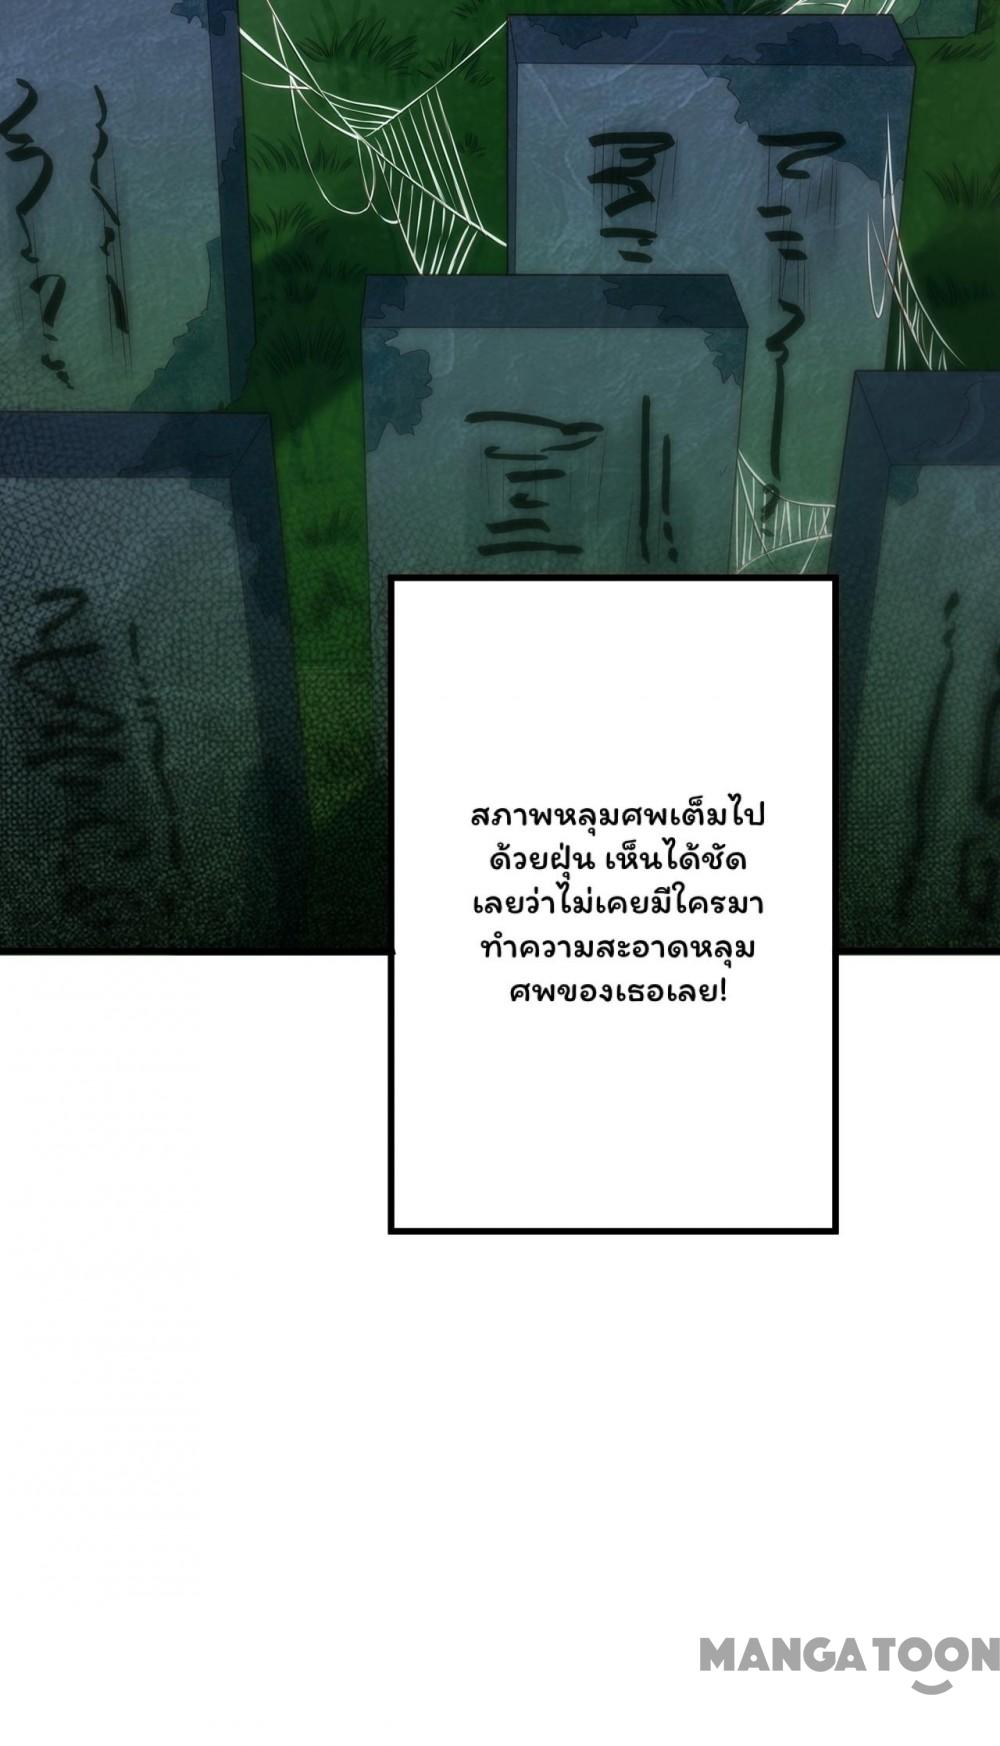 สภาพหลุมศพเต็มไป
ด้วยฝุ่น เห็นได้ชัด
เลยว่าไม่เคยมีใครมา
ทำความสะอาดหลุม
ศพของเธอเลย!
MANGATOON